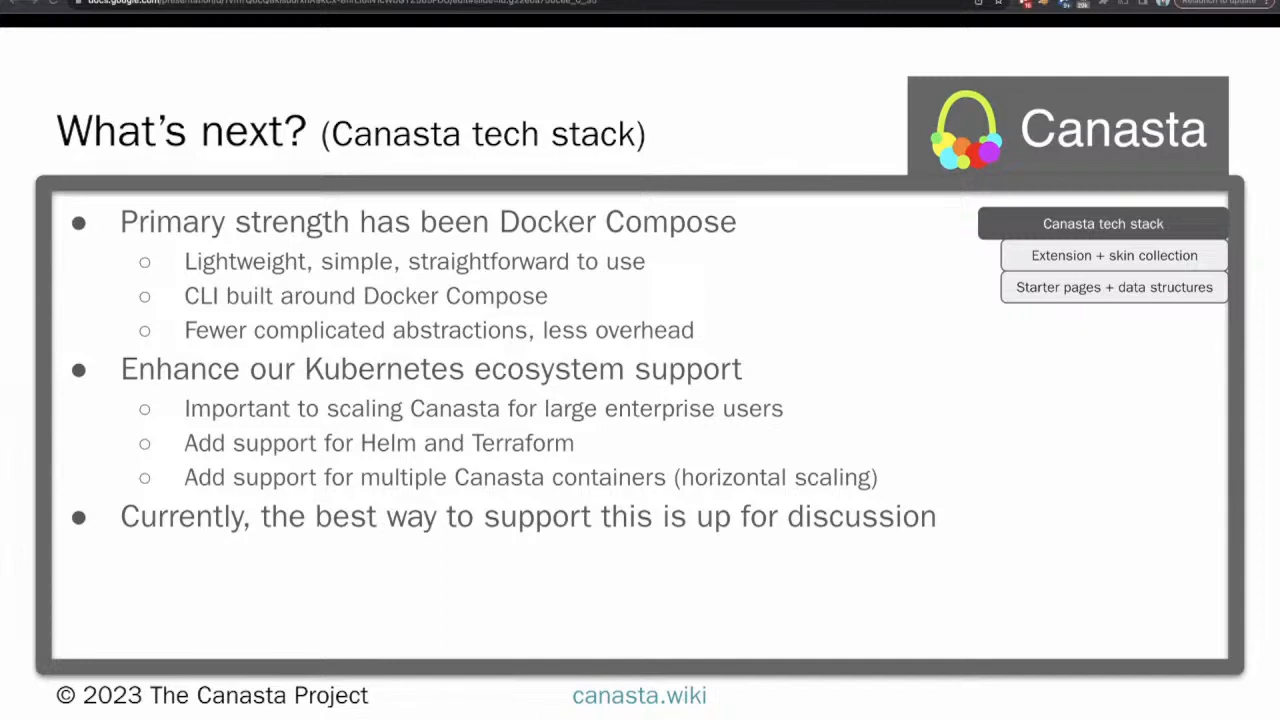 docs.google.com
What's next? (Canasta tech stack)
Canasta
● Primary strength has been Docker Compose
○ Lightweight, simple, straightforward to use
○ CLI built around Docker Compose
○ Fewer complicated abstractions, less overhead
● Enhance our Kubernetes ecosystem support
○ Important to scaling Canasta for large enterprise users
○ Add support for Helm and Terraform
○ Add support for multiple Canasta containers (horizontal scaling)
● Currently, the best way to support this is up for discussion
Canasta tech stack
Extension + skin collection
Starter pages + data structures
© 2023 The Canasta Project
canasta.wiki